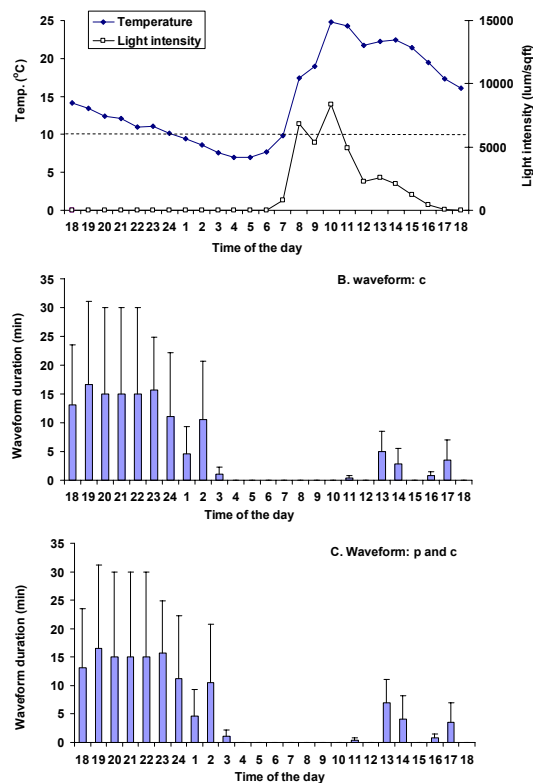 Temperature
Light intensity
Temp. (°C)
25
20
15
10
5
0
15000
10000
5000
0
Light intensity (lum/sqft)
18 19 20 21 22 23 24 1 2 3 4 5 6 7 8 9 10 11 12 13 14 15 16 17 18
Time of the day
B. waveform: c
Waveform duration (min)
35
30
25
20
15
10
5
0
18 19 20 21 22 23 24 1 2 3 4 5 6 7 8 9 10 11 12 13 14 15 16 17 18
Time of the day
C. Waveform: p and c
Waveform duration (min)
35
30
25
20
15
10
5
0
18 19 20 21 22 23 24 1 2 3 4 5 6 7 8 9 10 11 12 13 14 15 16 17 18
Time of the day